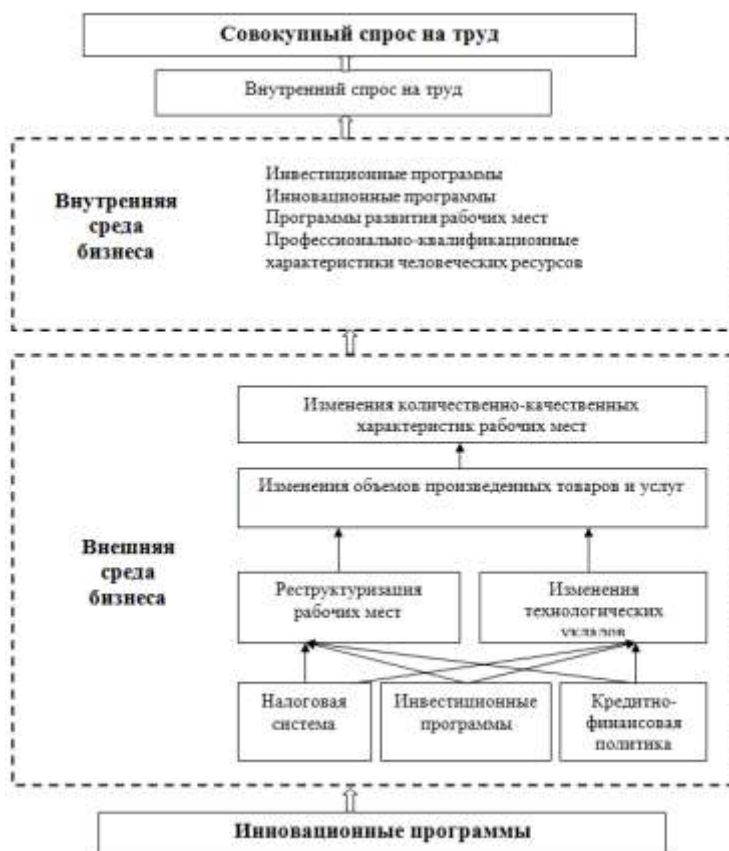 Совокупный спрос на труд
Внутренний спрос на труд
Внутренняя
среда
бизнеса
Инвестиционные программы
Инновационные программы
Программы развития рабочих мест
Профессионально-квалификационные
характеристики человеческих ресурсов
Изменения количественно-качественных
характеристик рабочих мест
Изменения объемов произведенных товаров и услуг
Внешняя
среда
бизнеса
Реструктуризация
рабочих мест
Изменения
технологических
укладов
Налоговая
система
Инвестиционные
программы
Кредитно-
финансовая
политика
Инновационные программы